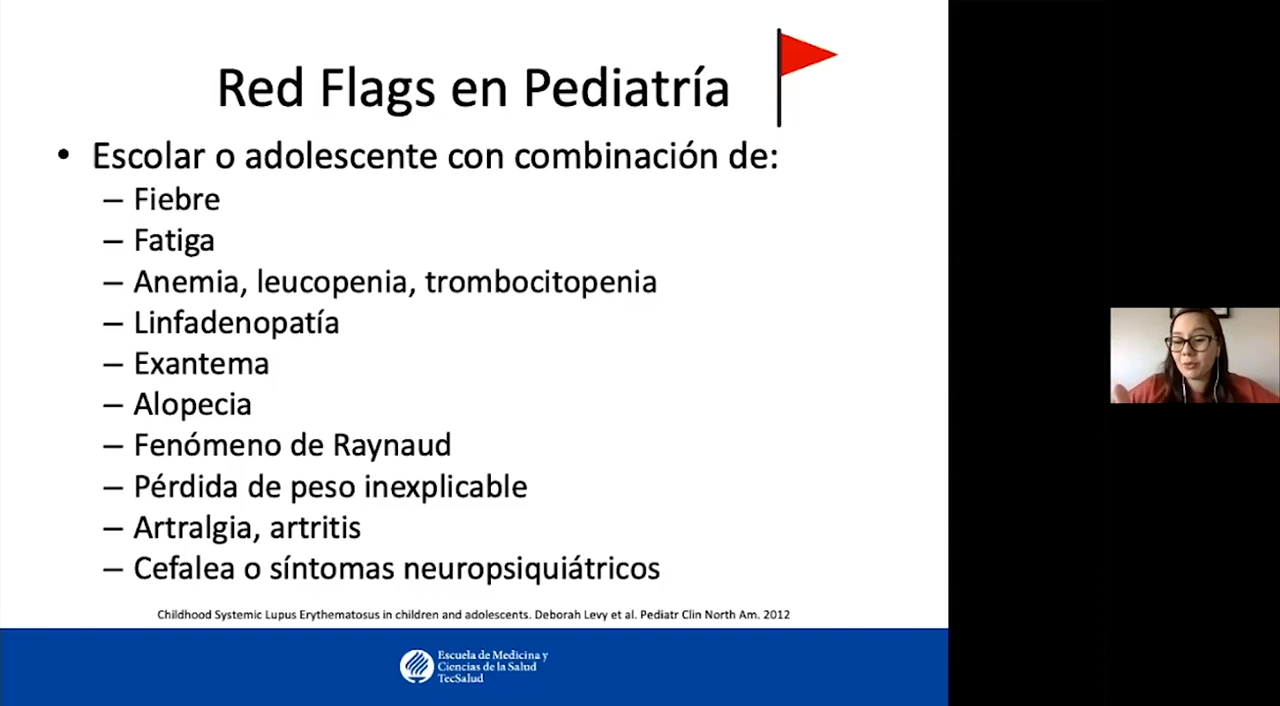 Red Flags en Pediatría
• Escolar o adolescente con combinación de:
– Fiebre
– Fatiga
– Anemia, leucopenia, trombocitopenia
– Linfadenopatía
– Exantema
– Alopecia
– Fenómeno de Raynaud
– Pérdida de peso inexplicable
– Artralgia, artritis
– Cefalea o síntomas neuropsiquiátricos
Childhood Systemic Lupus Erythematosus in children and adolescents. Deborah Levy et al. Pediatr Clin North Am. 2012
Escuela de Medicina y
Ciencias de la Salud
TecSalud